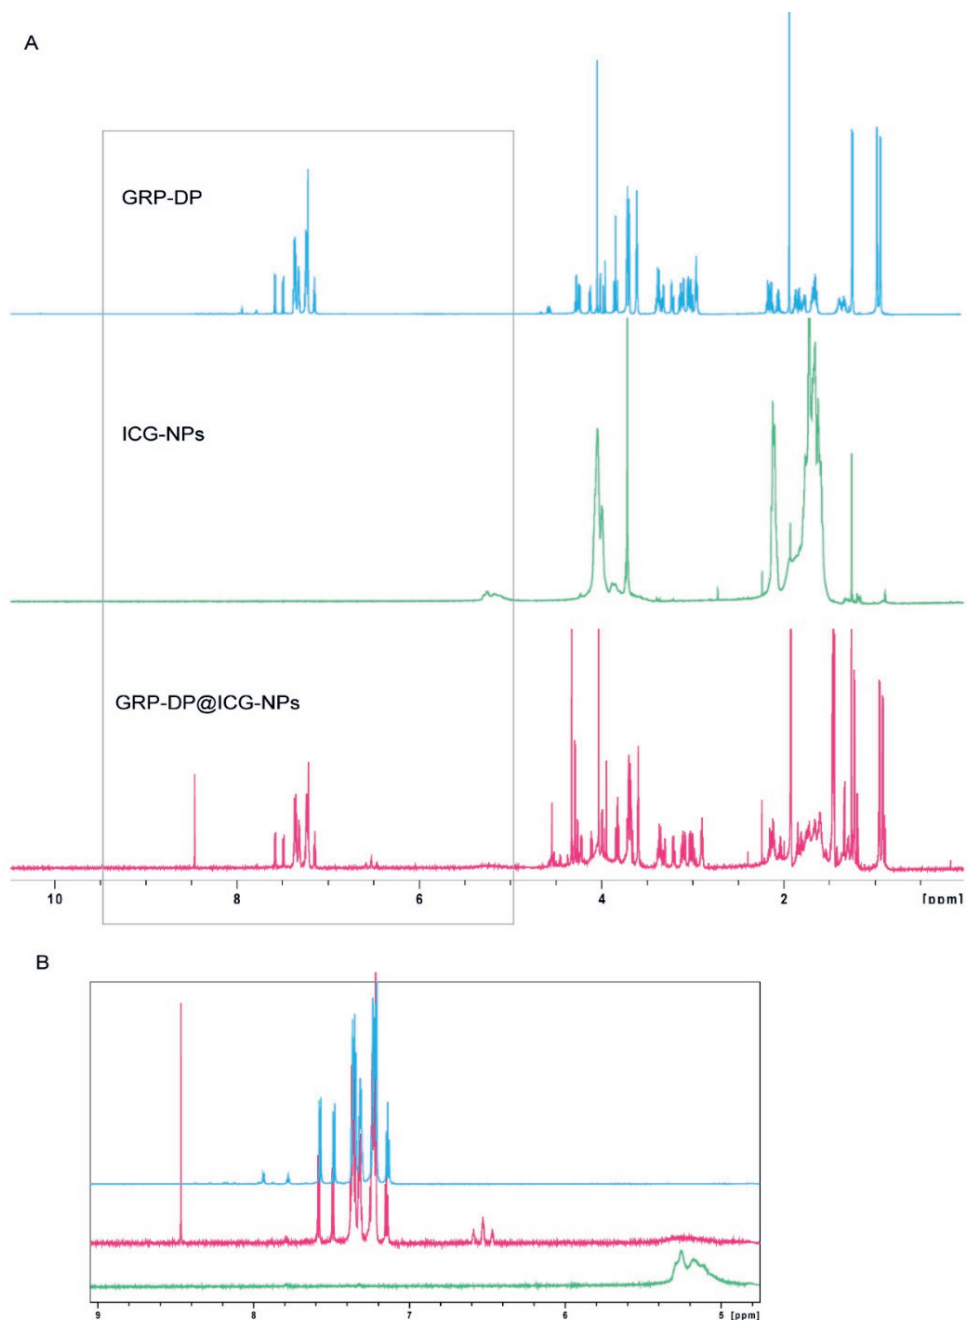 A
GRP-DP
ICG-NPs
GRP-DP@ICG-NPs
10 8 6 4 2 [ppm]
B
9 8 7 6 5 [ppm]